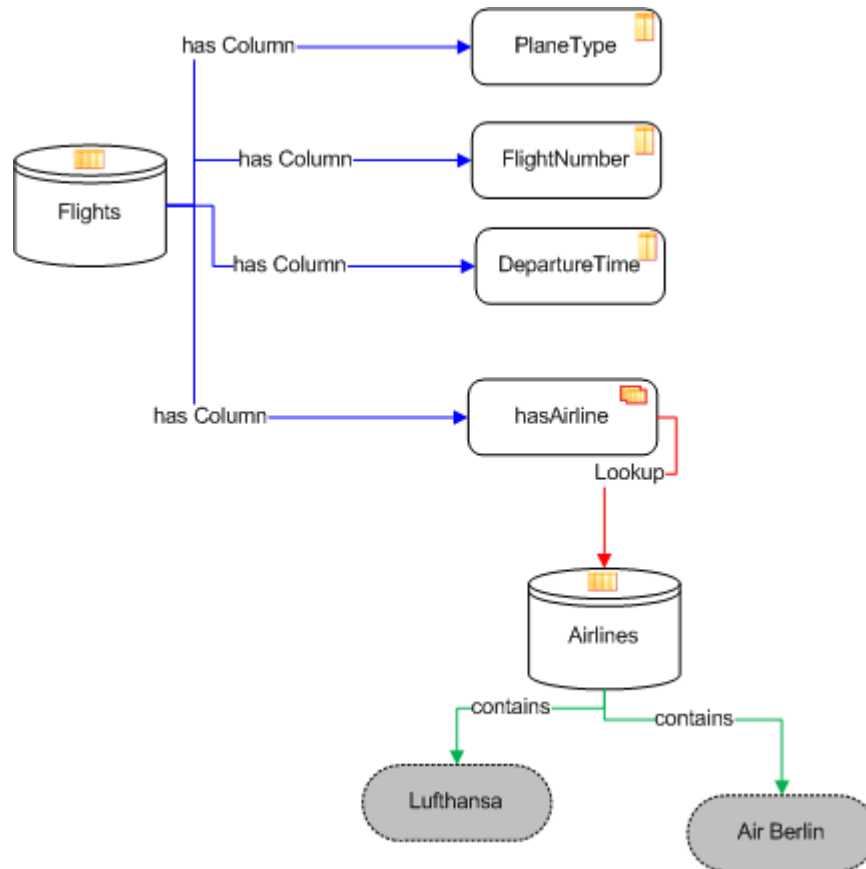 has Column
PlaneType
has Column
FlightNumber
Flights
has Column
DepartureTime
has Column
hasAirline
Lookup
Airlines
contains
contains
Lufthansa
Air Berlin